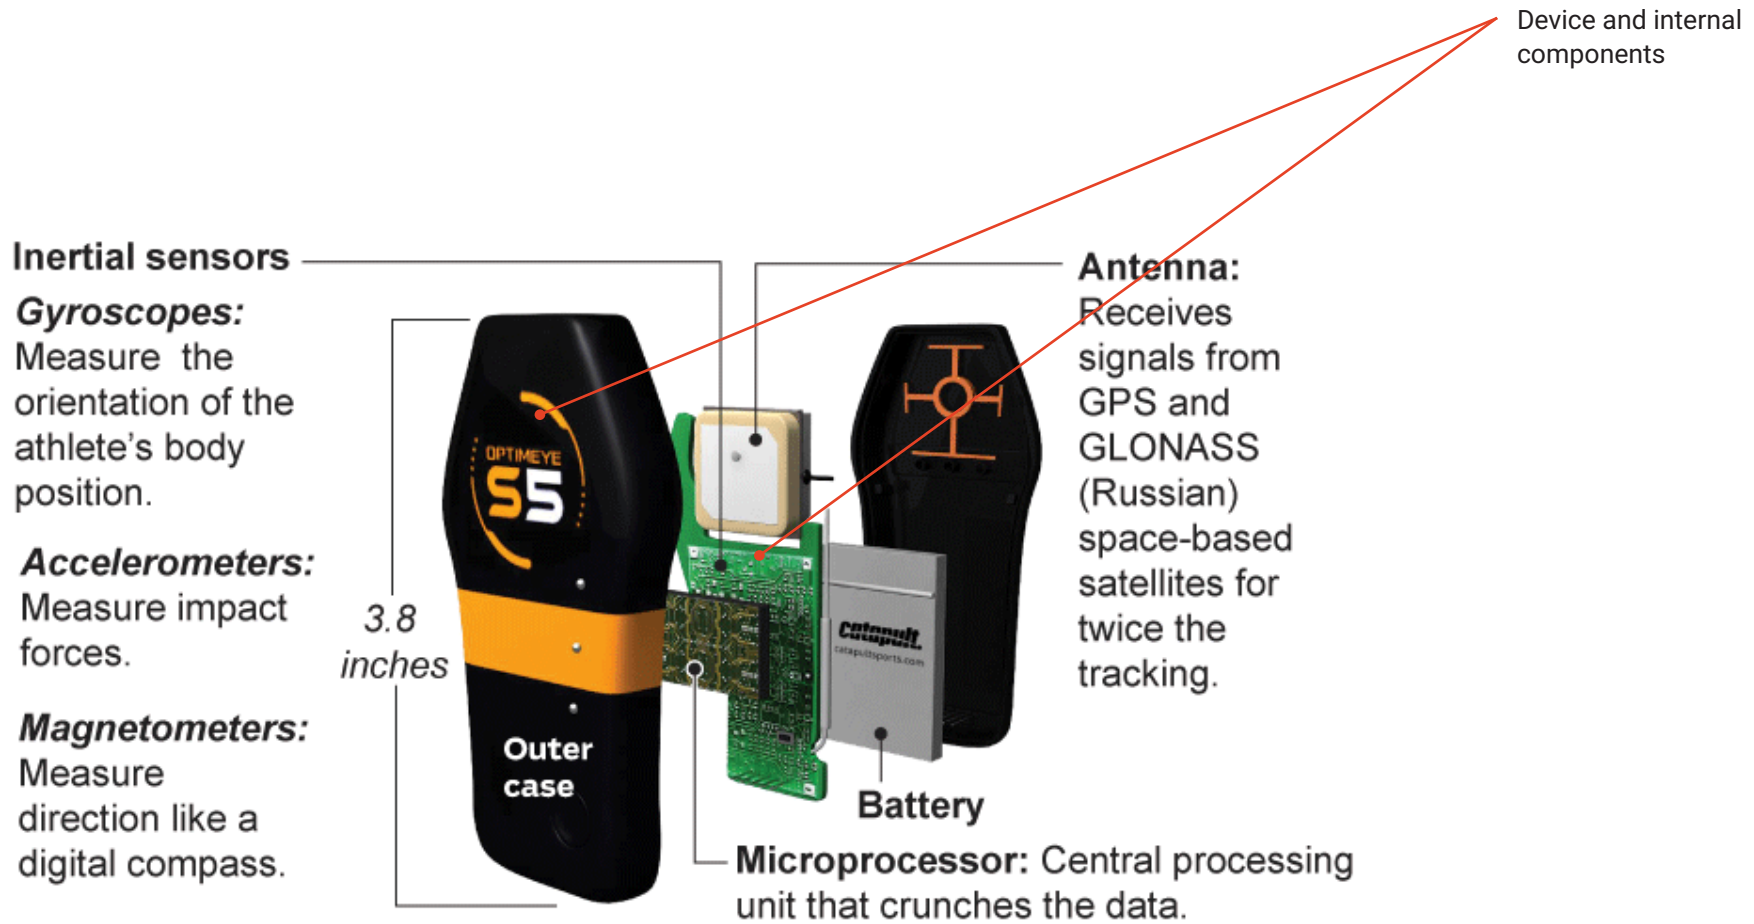 Device and internal
components
Inertial sensors
Gyroscopes:
Measure the
orientation of the
athlete’s body
position.
Accelerometers:
Measure impact
forces.
Magnetometers:
Measure
direction like a
digital compass.
3.8
inches
OPTIMEYE
S5
Outer
case
catapult
catapultsports.com
Antenna:
Receives
signals from
GPS and
GLONASS
(Russian)
space-based
satellites for
twice the
tracking.
Battery
Microprocessor: Central processing
unit that crunches the data.